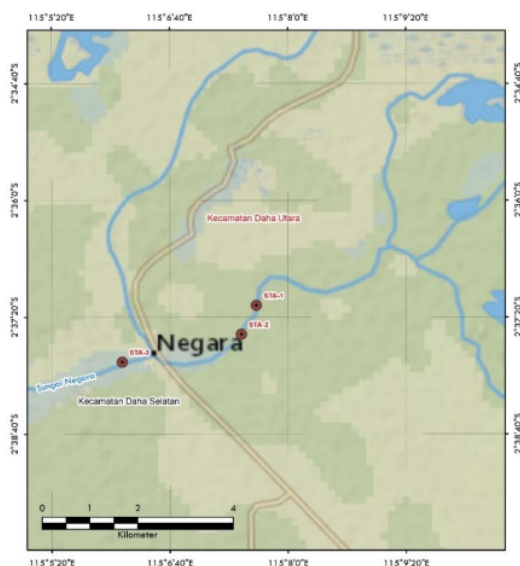 115°5'20"E 115°6'40"E 115°8'0"E 115°9'20"E
2°34'40"S 2°34'40"S
2°36'0"S 2°36'0"S
Kecamatan Daha Utara
STA-1
2°37'20"S 2°37'20"S
STA-2
Negara
STA-3
Sungai Negara
Kecamatan Daha Selatan
2°38'40"S 2°38'40"S
0 1 2 4
Kilometer
115°5'20"E 115°6'40"E 115°8'0"E 115°9'20"E